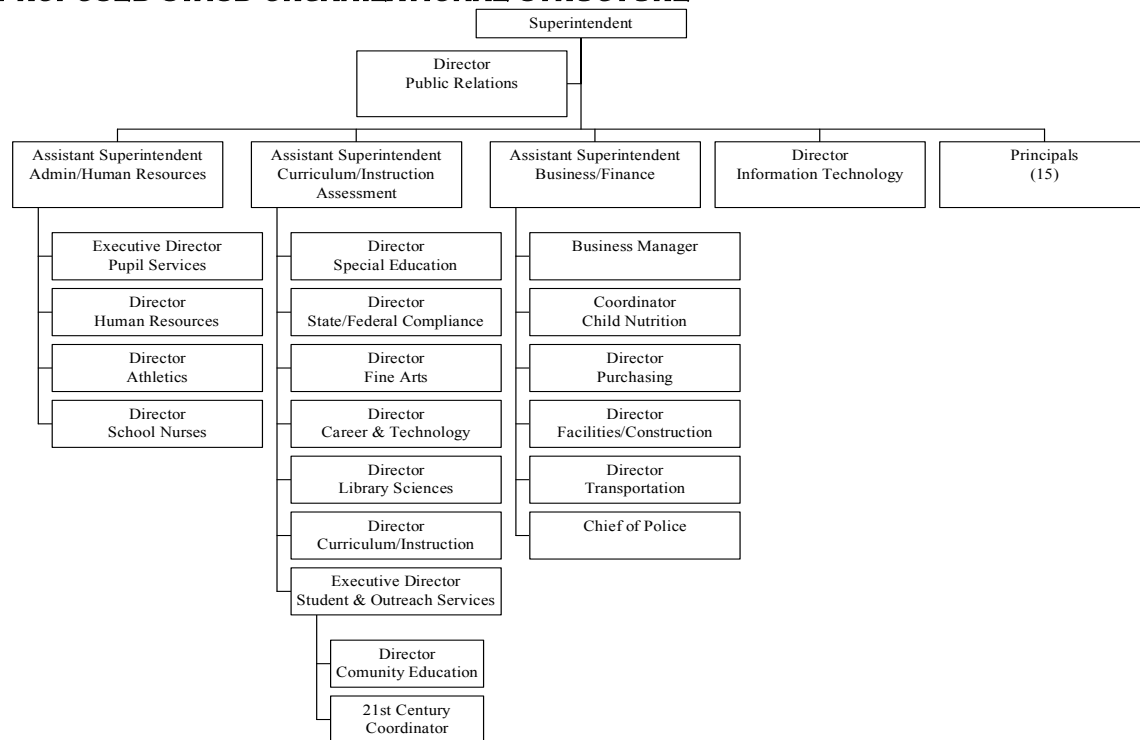 PROPOSED ORGANIZATIONAL STRUCTURE
Superintendent
Director
Public Relations
Assistant Superintendent
Admin/Human Resources
Executive Director
Pupil Services
Director
Human Resources
Director
Athletics
Director
School Nurses
Assistant Superintendent
Curriculum/Instruction
Assessment
Director
Special Education
Director
State/Federal Compliance
Director
Fine Arts
Director
Career & Technology
Director
Library Sciences
Director
Curriculum/Instruction
Executive Director
Student & Outreach Services
Director
Comunity Education
21st Century
Coordinator
Assistant Superintendent
Business/Finance
Business Manager
Coordinator
Child Nutrition
Director
Purchasing
Director
Facilities/Construction
Director
Transportation
Chief of Police
Director
Information Technology
Principals
(15)